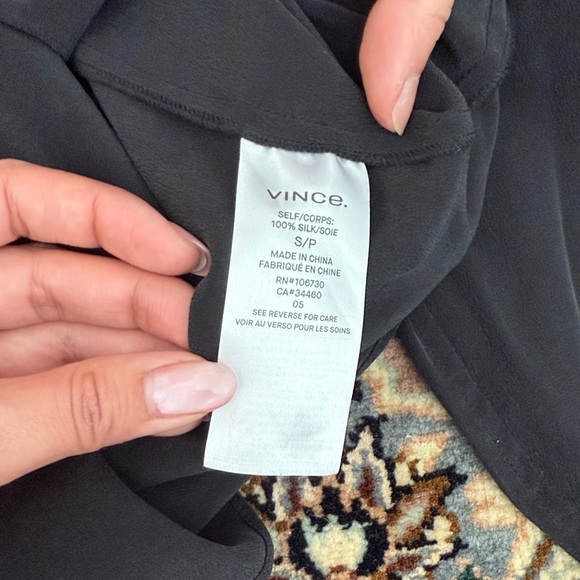 VINCE.
SELF/CORPS:
100% SILK/SOIE
S/P
MADE IN CHINA
FABRIQUÉ EN CHINE
RN#106730
CA#34460
05
SEE REVERSE FOR CARE
VOIR AU VERSO POUR LES SOINS